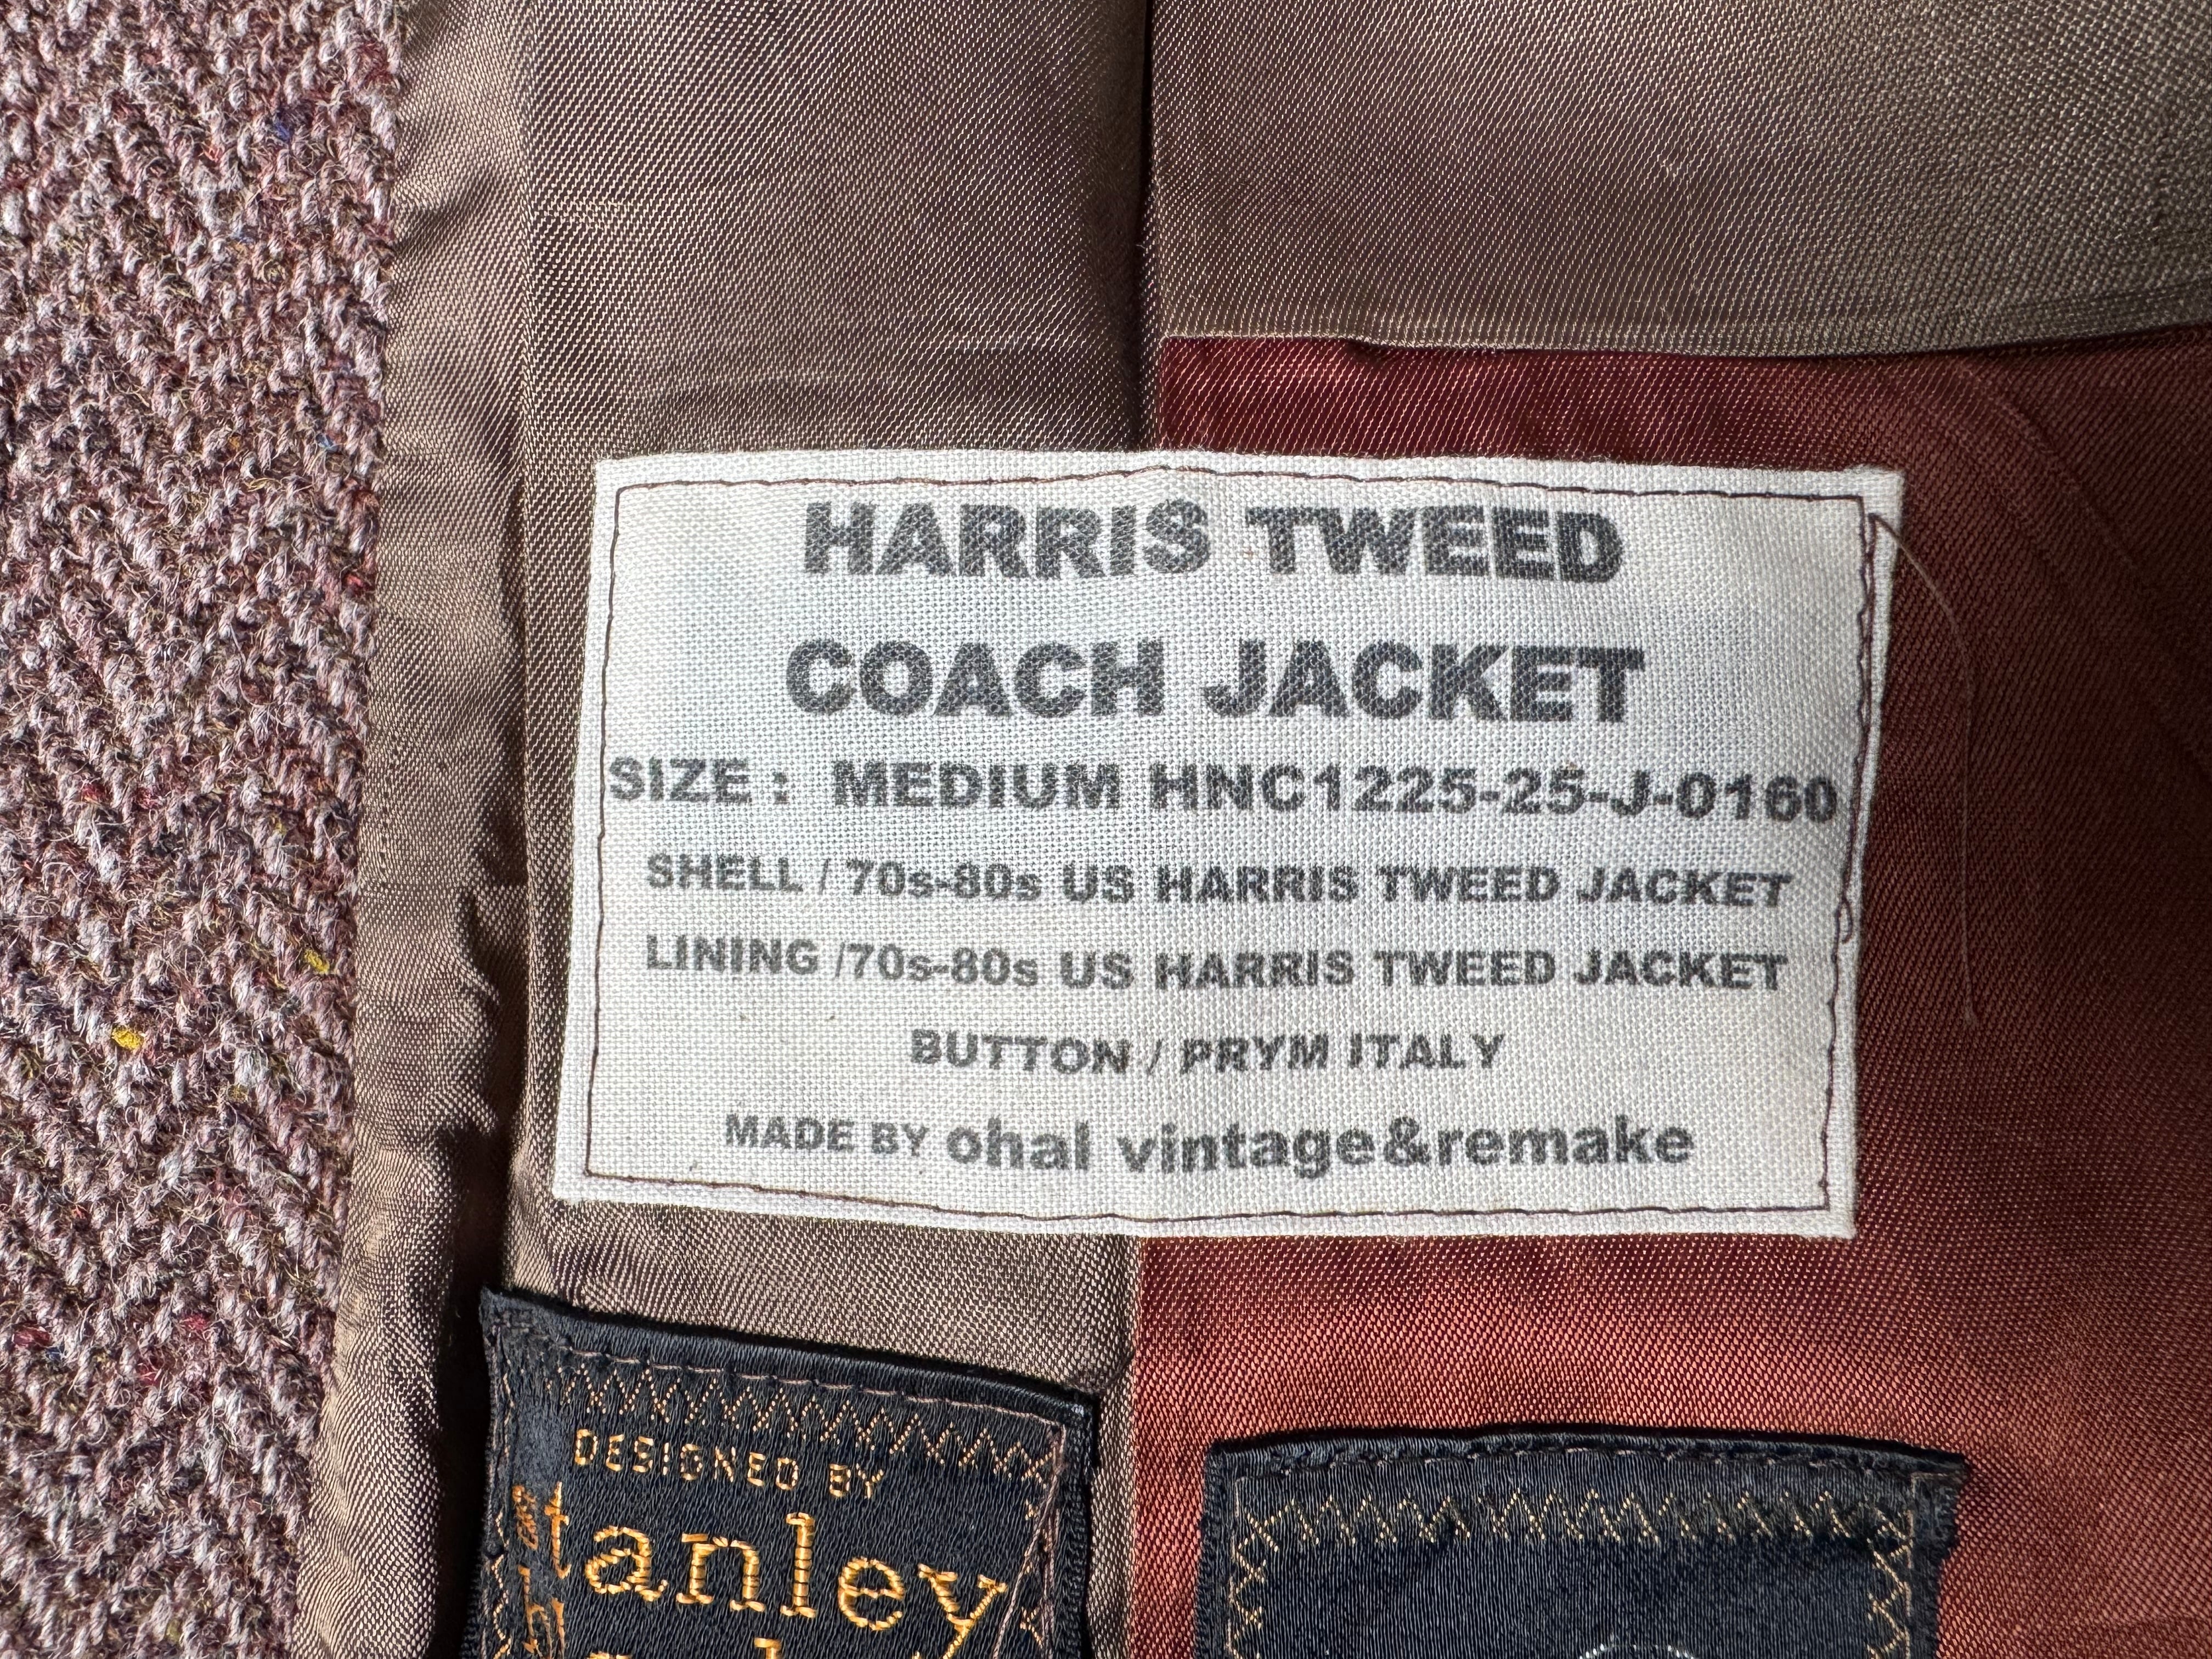 HARRIS TWEED
COACH JACKET
SIZE : MEDIUM HNC1225-25-J-0160
SHELL / 70s-80s US HARRIS TWEED JACKET
LINING /70s-80s US HARRIS TWEED JACKET
BUTTON / PRYM ITALY
MADE BY ohal vintage&remake
DESIGNED BY
Stanley